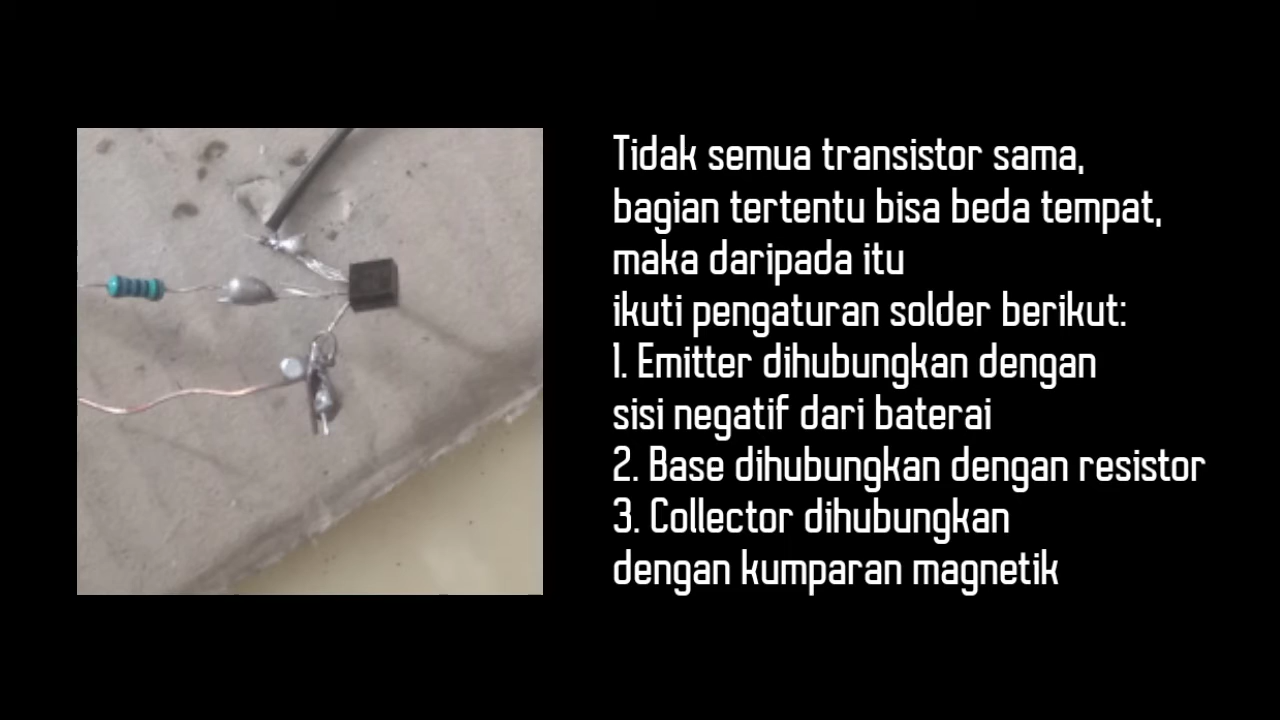 Tidak semua transistor sama,
bagian tertentu bisa beda tempat,
maka daripada itu
ikuti pengaturan solder berikut:
1. Emitter dihubungkan dengan
sisi negatif dari baterai
2. Base dihubungkan dengan resistor
3. Collector dihubungkan
dengan kumparan magnetik